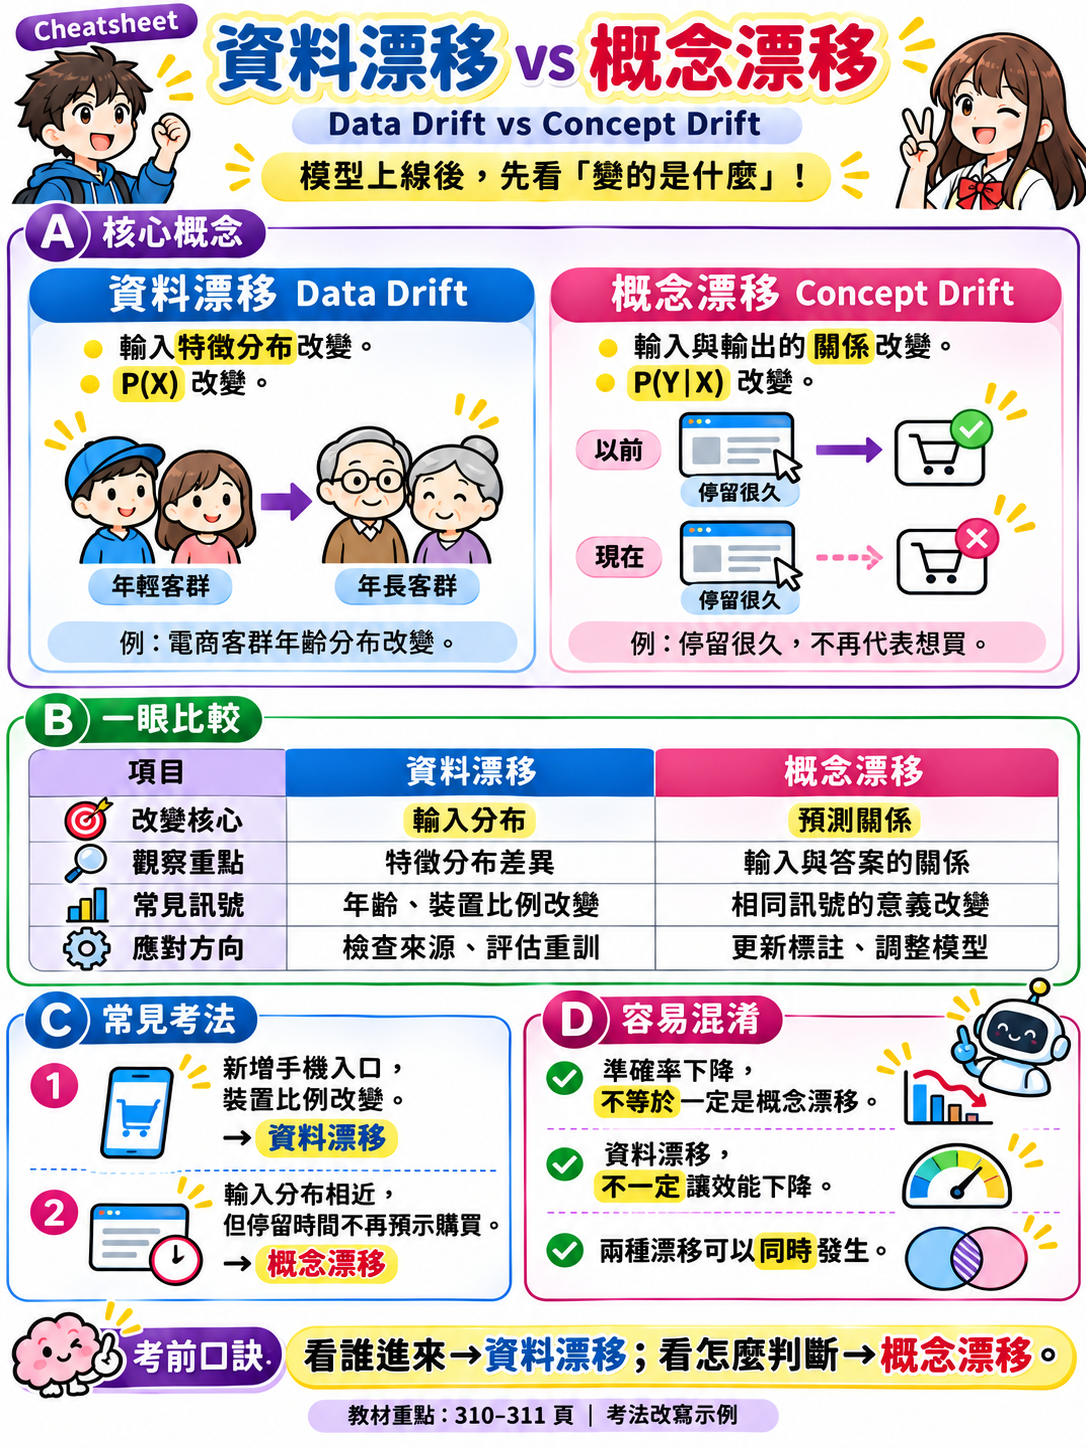 Cheatsheet
資料漂移 VS 概念漂移
Data Drift vs Concept Drift
模型上線後，先看「變的是什麼」！
A 核心概念
資料漂移 Data Drift
輸入特徵分布改變。
P(X) 改變。
年輕客群
年長客群
例：電商客群年齡分布改變。
概念漂移 Concept Drift
輸入與輸出的關係改變。
P(Y|X) 改變。
以前
停留很久
現在
停留很久
例：停留很久，不再代表想買。
B 一眼比較
項目 資料漂移 概念漂移
改變核心 輸入分布 預測關係
觀察重點 特徵分布差異 輸入與答案的關係
常見訊號 年齡、裝置比例改變 相同訊號的意義改變
應對方向 檢查來源、評估重訓 更新標註、調整模型
C 常見考法
1 新增手機入口，
裝置比例改變。
→ 資料漂移
2 輸入分布相近，
但停留時間不再預示購買。
→ 概念漂移
D 容易混淆
準確率下降，
不等於一定是概念漂移。
資料漂移，
不一定讓效能下降。
兩種漂移可以同時發生。
考前口訣.
看誰進來→資料漂移；看怎麼判斷→概念漂移。
教材重點：310–311 頁 | 考法改寫示例